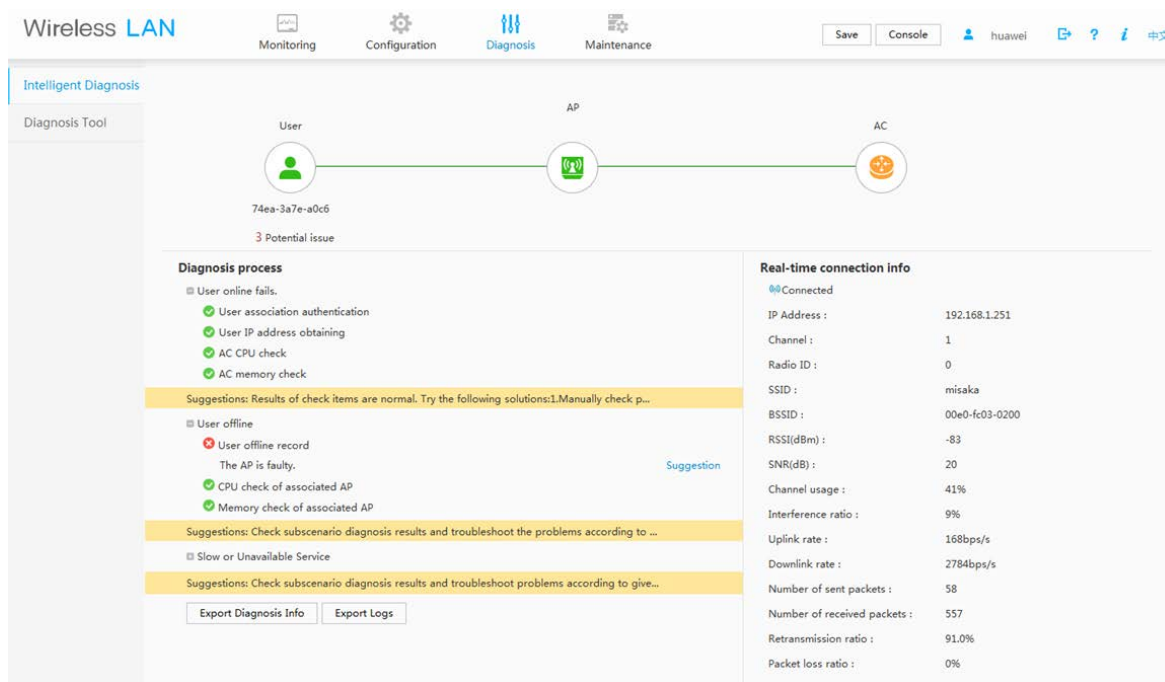 Wireless LAN
Monitoring
Configuration
Diagnosis
Maintenance
Save
Console
huawei
?
i
中文
Intelligent Diagnosis
Diagnosis Tool
User
AP
AC
74ea-3a7e-a0c6
3 Potential issue
Diagnosis process
User online fails.
User association authentication
User IP address obtaining
AC CPU check
AC memory check
Suggestions: Results of check items are normal. Try the following solutions:1.Manually check p...
User offline
User offline record
The AP is faulty. Suggestion
CPU check of associated AP
Memory check of associated AP
Suggestions: Check subscenario diagnosis results and troubleshoot the problems according to ...
Slow or Unavailable Service
Suggestions: Check subscenario diagnosis results and troubleshoot problems according to give...
Export Diagnosis Info
Export Logs
Real-time connection info
Connected
IP Address : 192.168.1.251
Channel : 1
Radio ID : 0
SSID : misaka
BSSID : 00e0-fc03-0200
RSSI(dBm) : -83
SNR(dB) : 20
Channel usage : 41%
Interference ratio : 9%
Uplink rate : 168bps/s
Downlink rate : 2784bps/s
Number of sent packets : 58
Number of received packets : 557
Retransmission ratio : 91.0%
Packet loss ratio : 0%